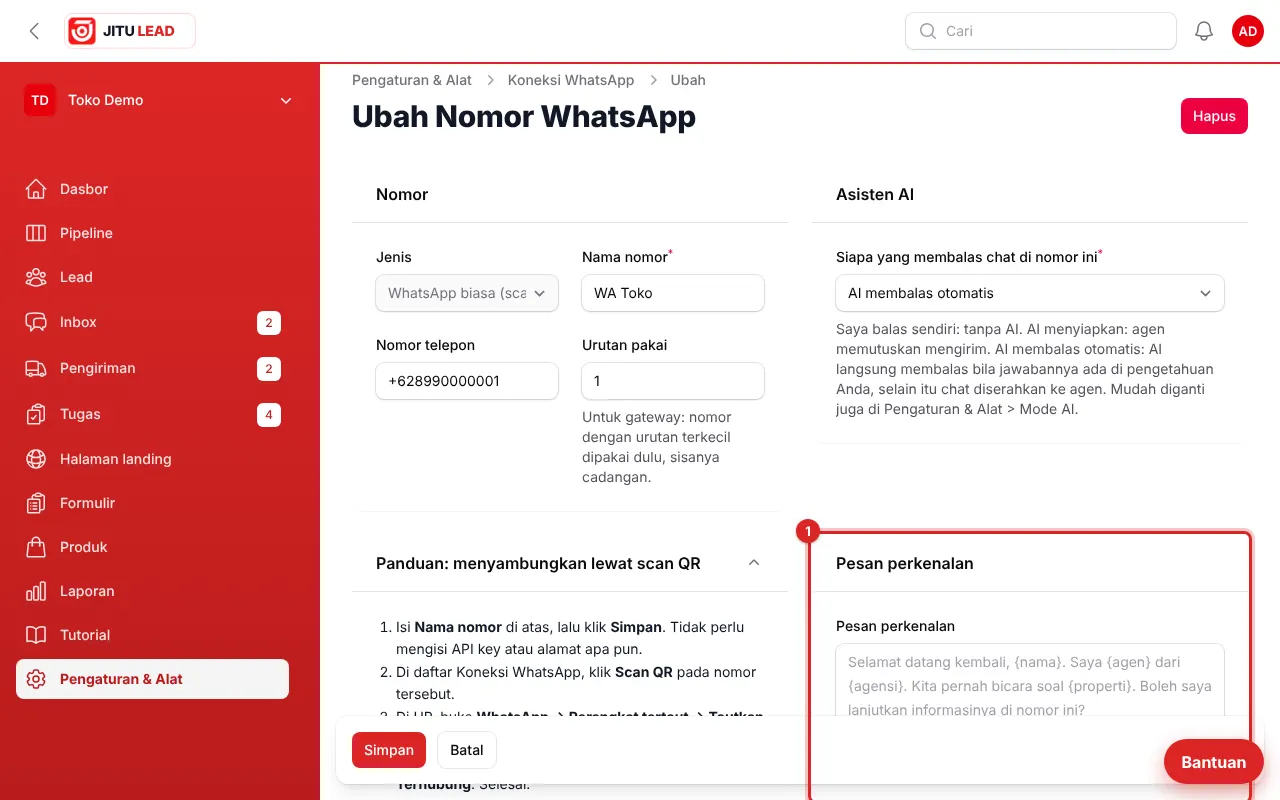 JITU LEAD
Cari
AD
TD
Toko Demo
Dasbor
Pipeline
Lead
Inbox
2
Pengiriman
2
Tugas
4
Halaman landing
Formulir
Produk
Laporan
Tutorial
Pengaturan & Alat
Pengaturan & Alat > Koneksi WhatsApp > Ubah
Ubah Nomor WhatsApp
Hapus
Nomor
Jenis
WhatsApp biasa (sca
Nama nomor*
WA Toko
Nomor telepon
+628990000001
Urutan pakai
1
Untuk gateway: nomor
dengan urutan terkecil
dipakai dulu, sisanya
cadangan.
Asisten AI
Siapa yang membalas chat di nomor ini*
AI membalas otomatis
Saya balas sendiri: tanpa AI. AI menyiapkan: agen
memutuskan mengirim. AI membalas otomatis: AI
langsung membalas bila jawabannya ada di pengetahuan
Anda, selain itu chat diserahkan ke agen. Mudah diganti
juga di Pengaturan & Alat > Mode AI.
Panduan: menyambungkan lewat scan QR
1. Isi Nama nomor di atas, lalu klik Simpan. Tidak perlu
mengisi API key atau alamat apa pun.
2. Di daftar Koneksi WhatsApp, klik Scan QR pada nomor
tersebut.
3. Di HP, buka WhatsApp → Perangkat tertaut → Tautkan
Terhubung. Selesai.
1
Pesan perkenalan
Pesan perkenalan
Selamat datang kembali, {nama}. Saya {agen} dari
{agensi}. Kita pernah bicara soal {properti}. Boleh saya
lanjutkan informasinya di nomor ini?
Simpan
Batal
Bantuan